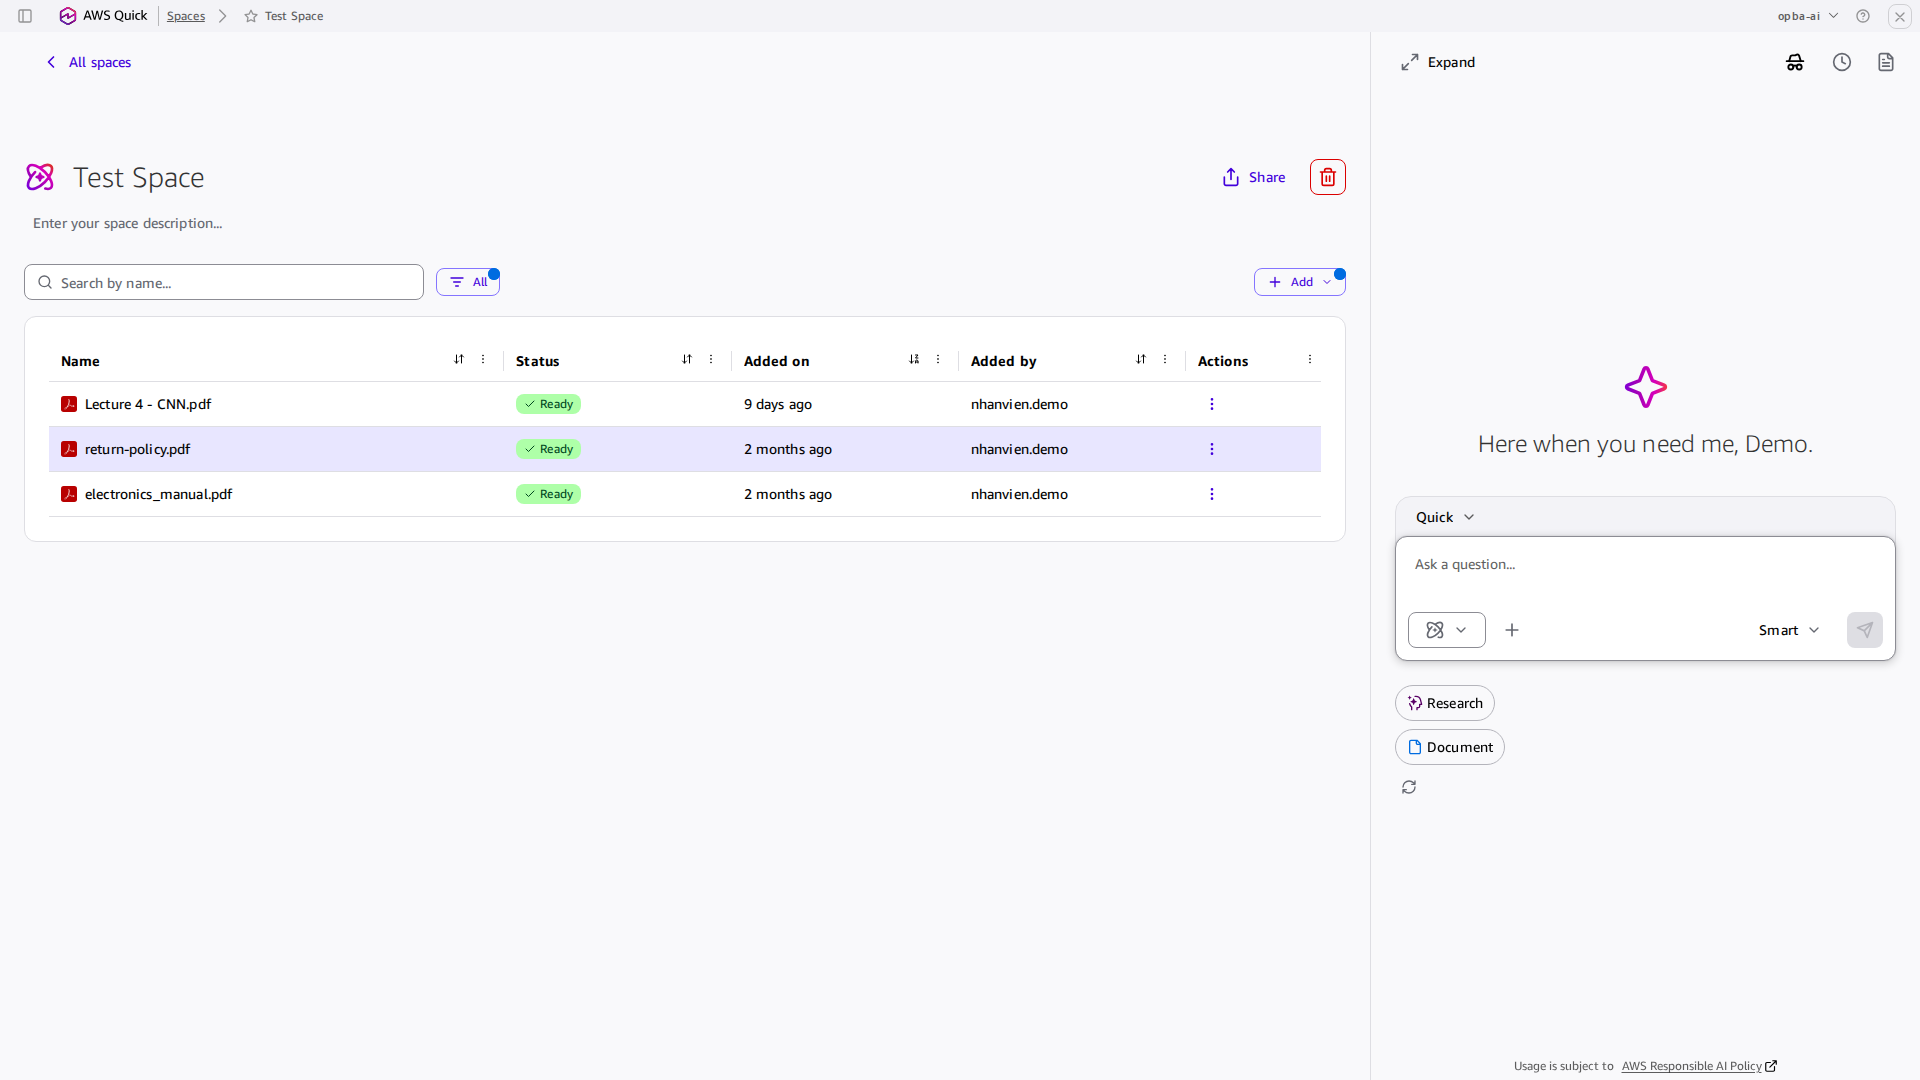 AWS Quick
Spaces
Test Space
opba-ai
All spaces
Expand
Test Space
Share
Enter your space description...
Search by name...
All
Add
Name
Status
Added on
Added by
Actions
Lecture 4 - CNN.pdf
Ready
9 days ago
nhanvien.demo
return-policy.pdf
Ready
2 months ago
nhanvien.demo
electronics_manual.pdf
Ready
2 months ago
nhanvien.demo
Here when you need me, Demo.
Quick
Ask a question...
Smart
Research
Document
Usage is subject to AWS Responsible AI Policy